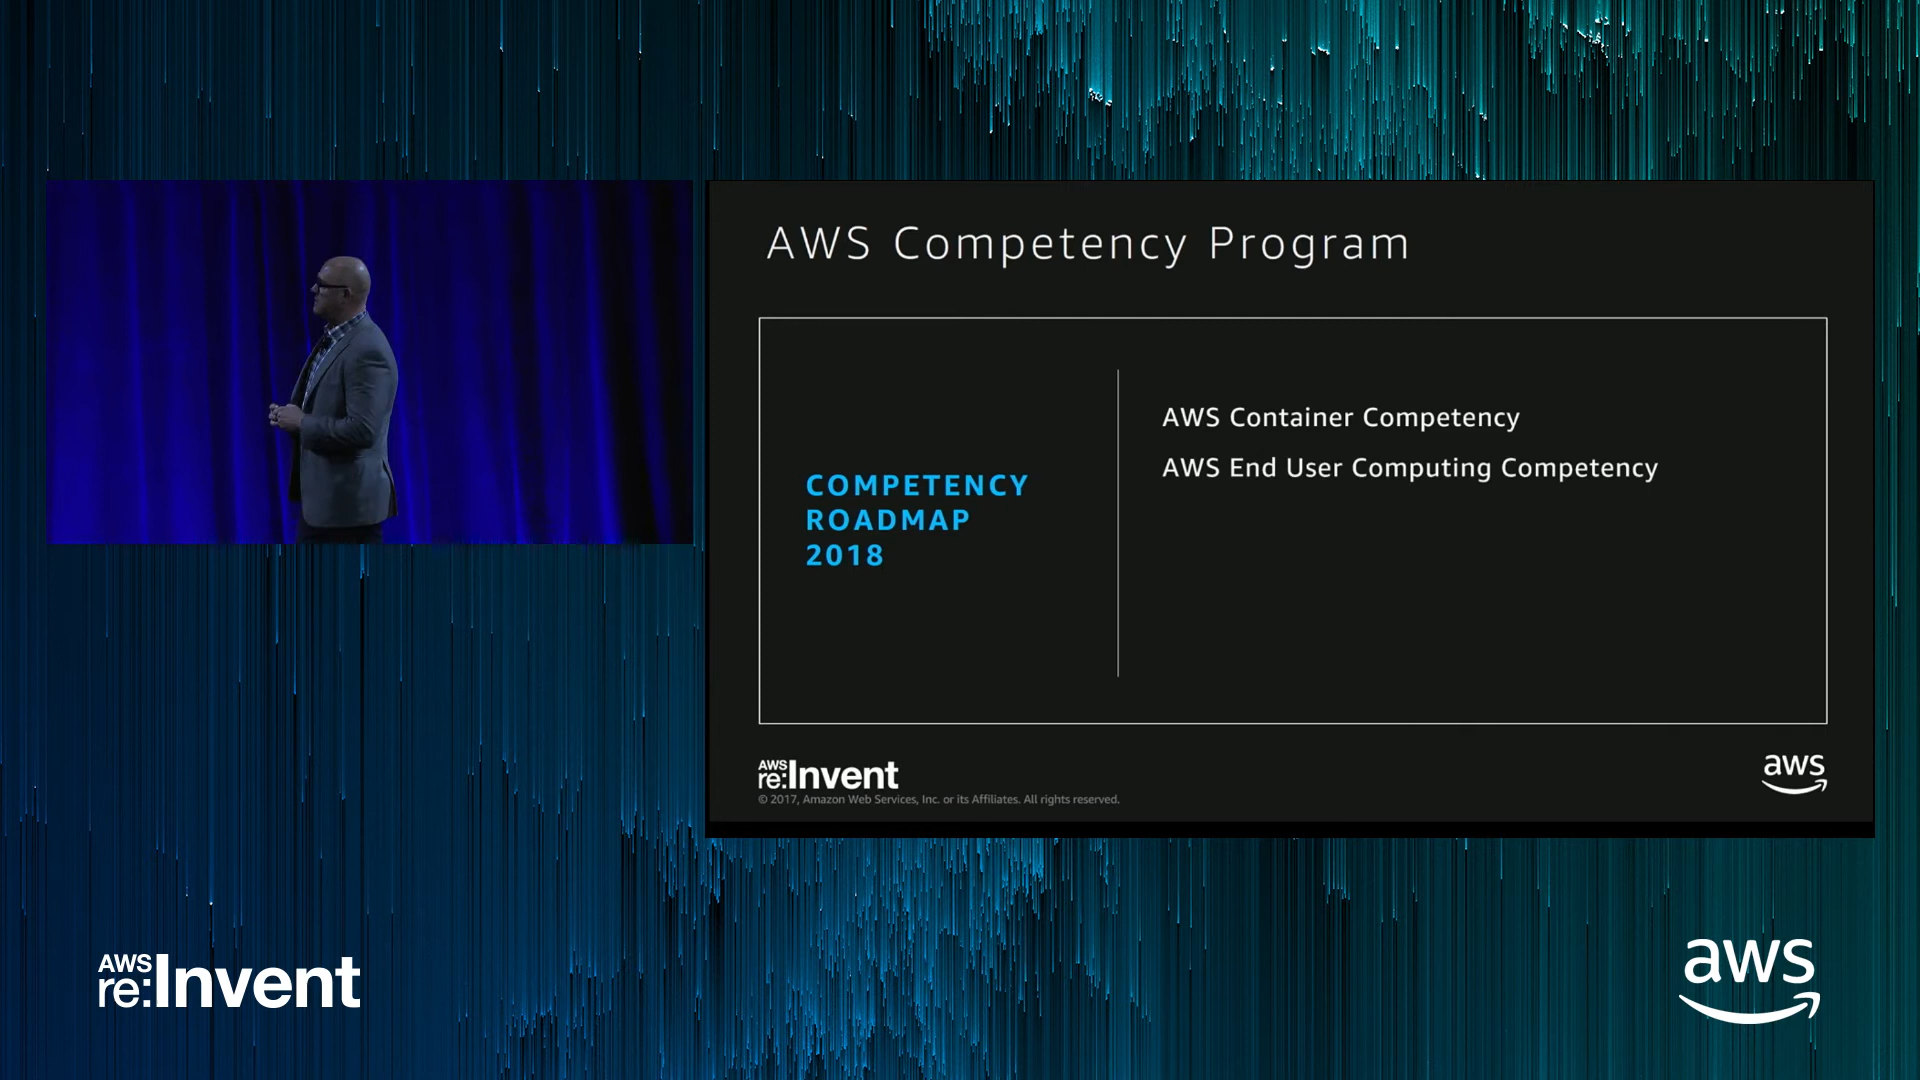 AWS Competency Program
COMPETENCY
ROADMAP
2018
AWS Container Competency
AWS End User Computing Competency
AWS
re:Invent
© 2017, Amazon Web Services, Inc. or its Affiliates. All rights reserved.
aws
AWS
re:Invent
aws